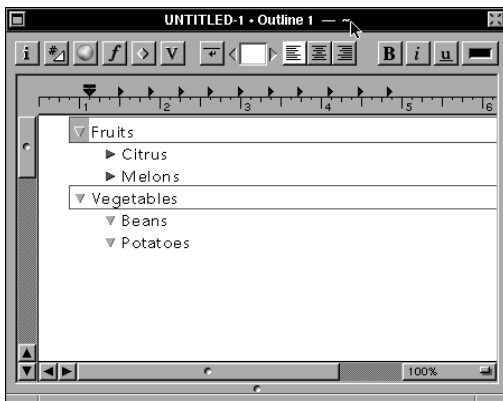 UNTITLED-1 • Outline 1 — ~
i # f V B i u
1 2 3 4 5 6
Fruits
Citrus
Melons
Vegetables
Beans
Potatoes
100%